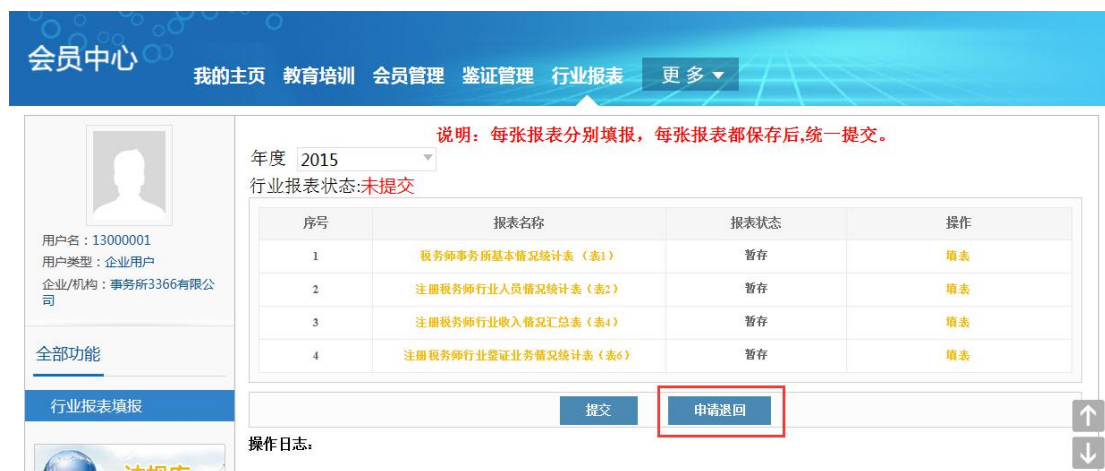 会员中心
我的主页 教育培训 会员管理 鉴证管理 行业报表 更多
说明：每张报表分别填报，每张报表都保存后,统一提交。
年度 2015
行业报表状态:未提交
序号 报表名称 报表状态 操作
1 税务师事务所基本情况统计表（表1） 暂存 填表
2 注册税务师行业人员情况统计表（表2） 暂存 填表
3 注册税务师行业收入情况汇总表（表4） 暂存 填表
4 注册税务师行业鉴证业务情况统计表（表6） 暂存 填表
用户名：13000001
用户类型：企业用户
企业/机构：事务所3366有限公
司
全部功能
行业报表填报
提交 申请退回
操作日志：